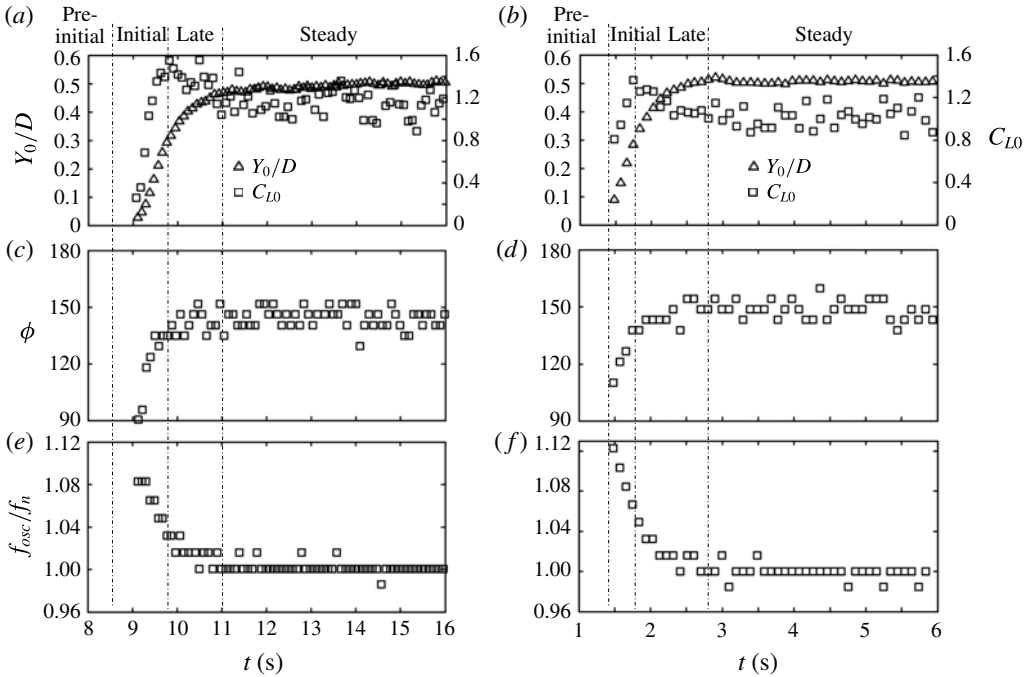 (a) Pre-initial Initial Late Steady
0.6 0.5 0.4 0.3 0.2 0.1 0
Y0/D
1.6 1.2 0.8 0.4 0
Y0/D
CL0
(b) Pre-initial Initial Late Steady
0.6 0.5 0.4 0.3 0.2 0.1 0
1.6 1.2 0.8 0.4 0
CL0
Y0/D
CL0
(c)
180 150 120 90
ϕ
(d)
180 150 120 90
(e)
1.12 1.08 1.04 1.00 0.96
fosc/fn
8 9 10 11 12 13 14 15 16
t (s)
(f)
1.12 1.08 1.04 1.00 0.96
1 2 3 4 5 6
t (s)